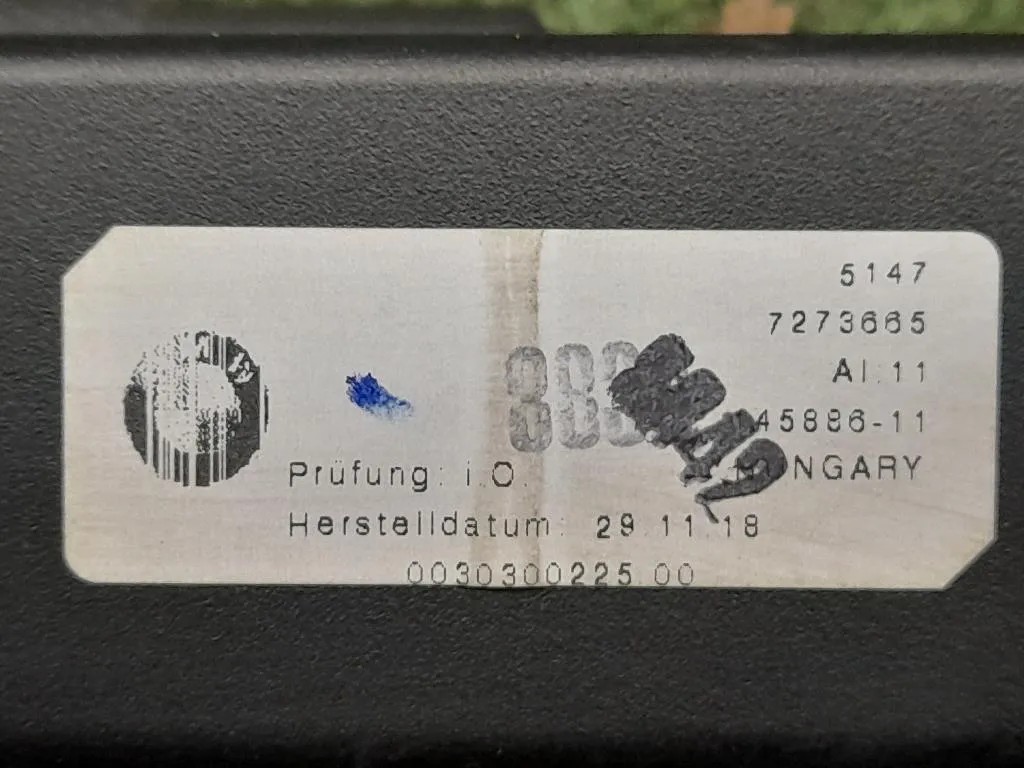 5147
7273665
AI:11
45886-11
NGARY
Prüfung: i.O.
Herstelldatum: 29.11.18
0030300225.00